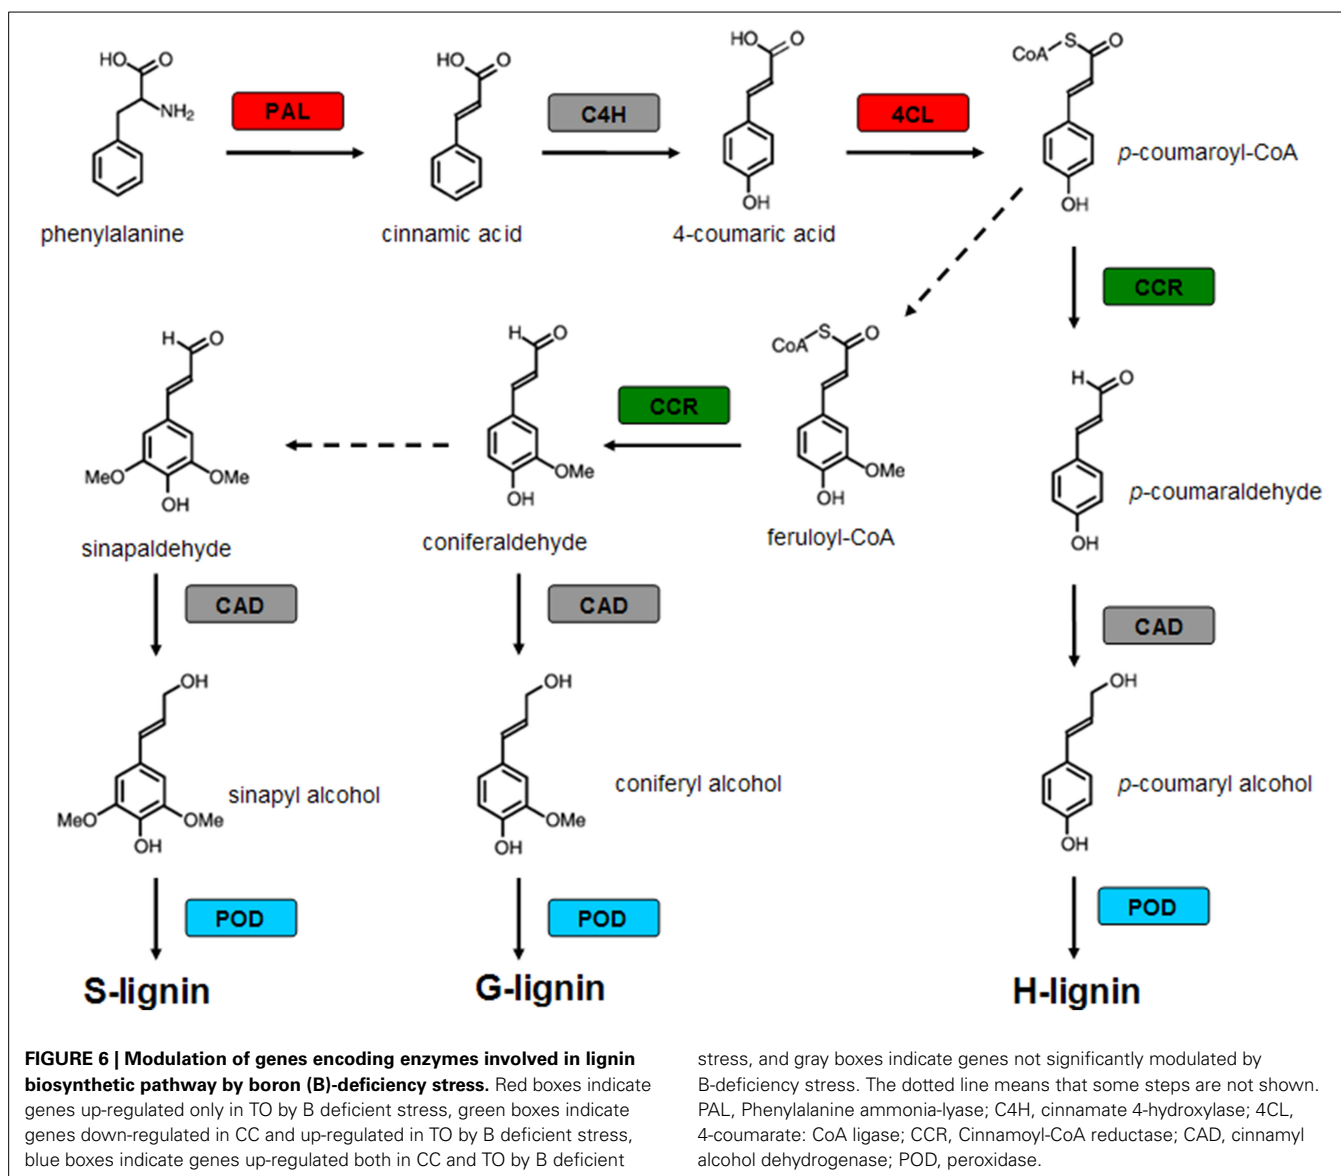 HO
O
NH₂
PAL
phenylalanine
HO
O
C4H
cinnamic acid
HO
O
OH
4CL
4-coumaric acid
CoA
S
O
OH
p-coumaroyl-CoA
CCR
H
O
MeO
OMe
OH
sinapaldehyde
H
O
OMe
OH
coniferaldehyde
CCR
CoA
S
O
OMe
OH
feruloyl-CoA
H
O
OH
p-coumaraldehyde
CAD
CAD
CAD
OH
MeO
OMe
OH
sinapyl alcohol
OH
OMe
OH
coniferyl alcohol
OH
OH
p-coumaryl alcohol
POD
POD
POD
S-lignin
G-lignin
H-lignin
FIGURE 6 | Modulation of genes encoding enzymes involved in lignin
biosynthetic pathway by boron (B)-deficiency stress. Red boxes indicate
genes up-regulated only in TO by B deficient stress, green boxes indicate
genes down-regulated in CC and up-regulated in TO by B deficient stress,
blue boxes indicate genes up-regulated both in CC and TO by B deficient
stress, and gray boxes indicate genes not significantly modulated by
B-deficiency stress. The dotted line means that some steps are not shown.
PAL, Phenylalanine ammonia-lyase; C4H, cinnamate 4-hydroxylase; 4CL,
4-coumarate: CoA ligase; CCR, Cinnamoyl-CoA reductase; CAD, cinnamyl
alcohol dehydrogenase; POD, peroxidase.